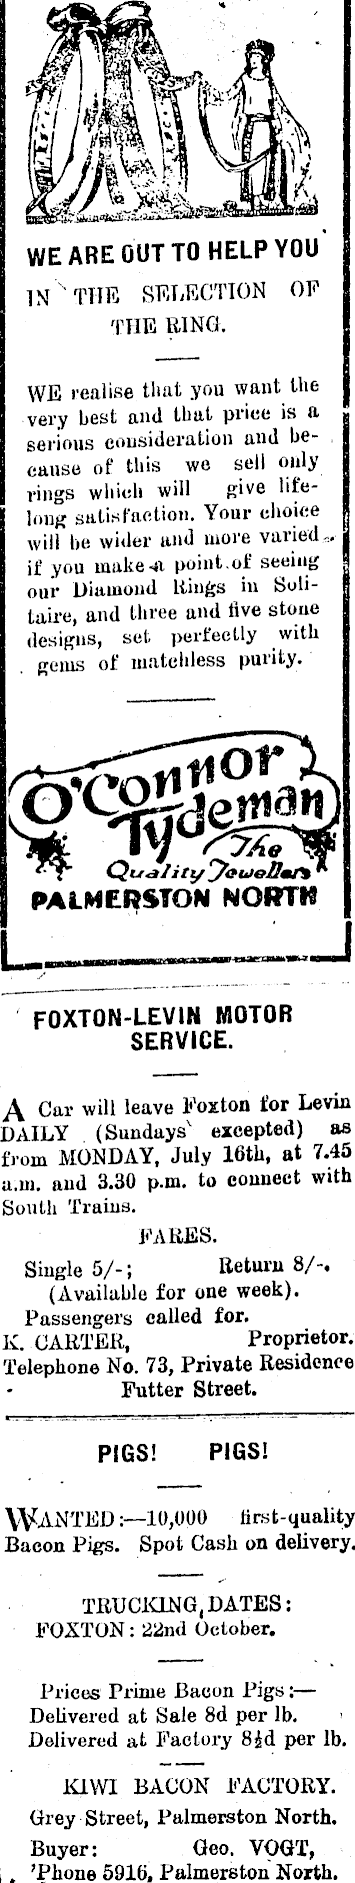 WE ARE OUT TO HELP YOU
IN THE SELECTION OF
THE RING.
WE realise that you want the
very best and that price is a
serious consideration and be-
cause of this we sell only
rings which will give life-
long satisfaction. Your choice
will be wider and more varied
if you make a point of seeing
our Diamond Rings in Soli-
taire, and three and five stone
designs, set perfectly with
gems of matchless purity.
O'Connor
Tydeman
The
Quality Jewellers
PALMERSTON NORTH
FOXTON-LEVIN MOTOR
SERVICE.
A Car will leave Foxton for Levin
DAILY (Sundays excepted) as
from MONDAY, July 16th, at 7.45
a.m. and 3.30 p.m. to connect with
South Trains.
FARES.
Single 5/-; Return 8/-.
(Available for one week).
Passengers called for.
K. CARTER, Proprietor.
Telephone No. 73, Private Residence
Futter Street.
PIGS! PIGS!
WANTED:—10,000 first-quality
Bacon Pigs. Spot Cash on delivery.
TRUCKING DATES:
FOXTON: 22nd October.
Prices Prime Bacon Pigs:—
Delivered at Sale 8d per lb.
Delivered at Factory 8½d per lb.
KIWI BACON FACTORY.
Grey Street, Palmerston North.
Buyer: Geo. VOGT,
'Phone 5916, Palmerston North.